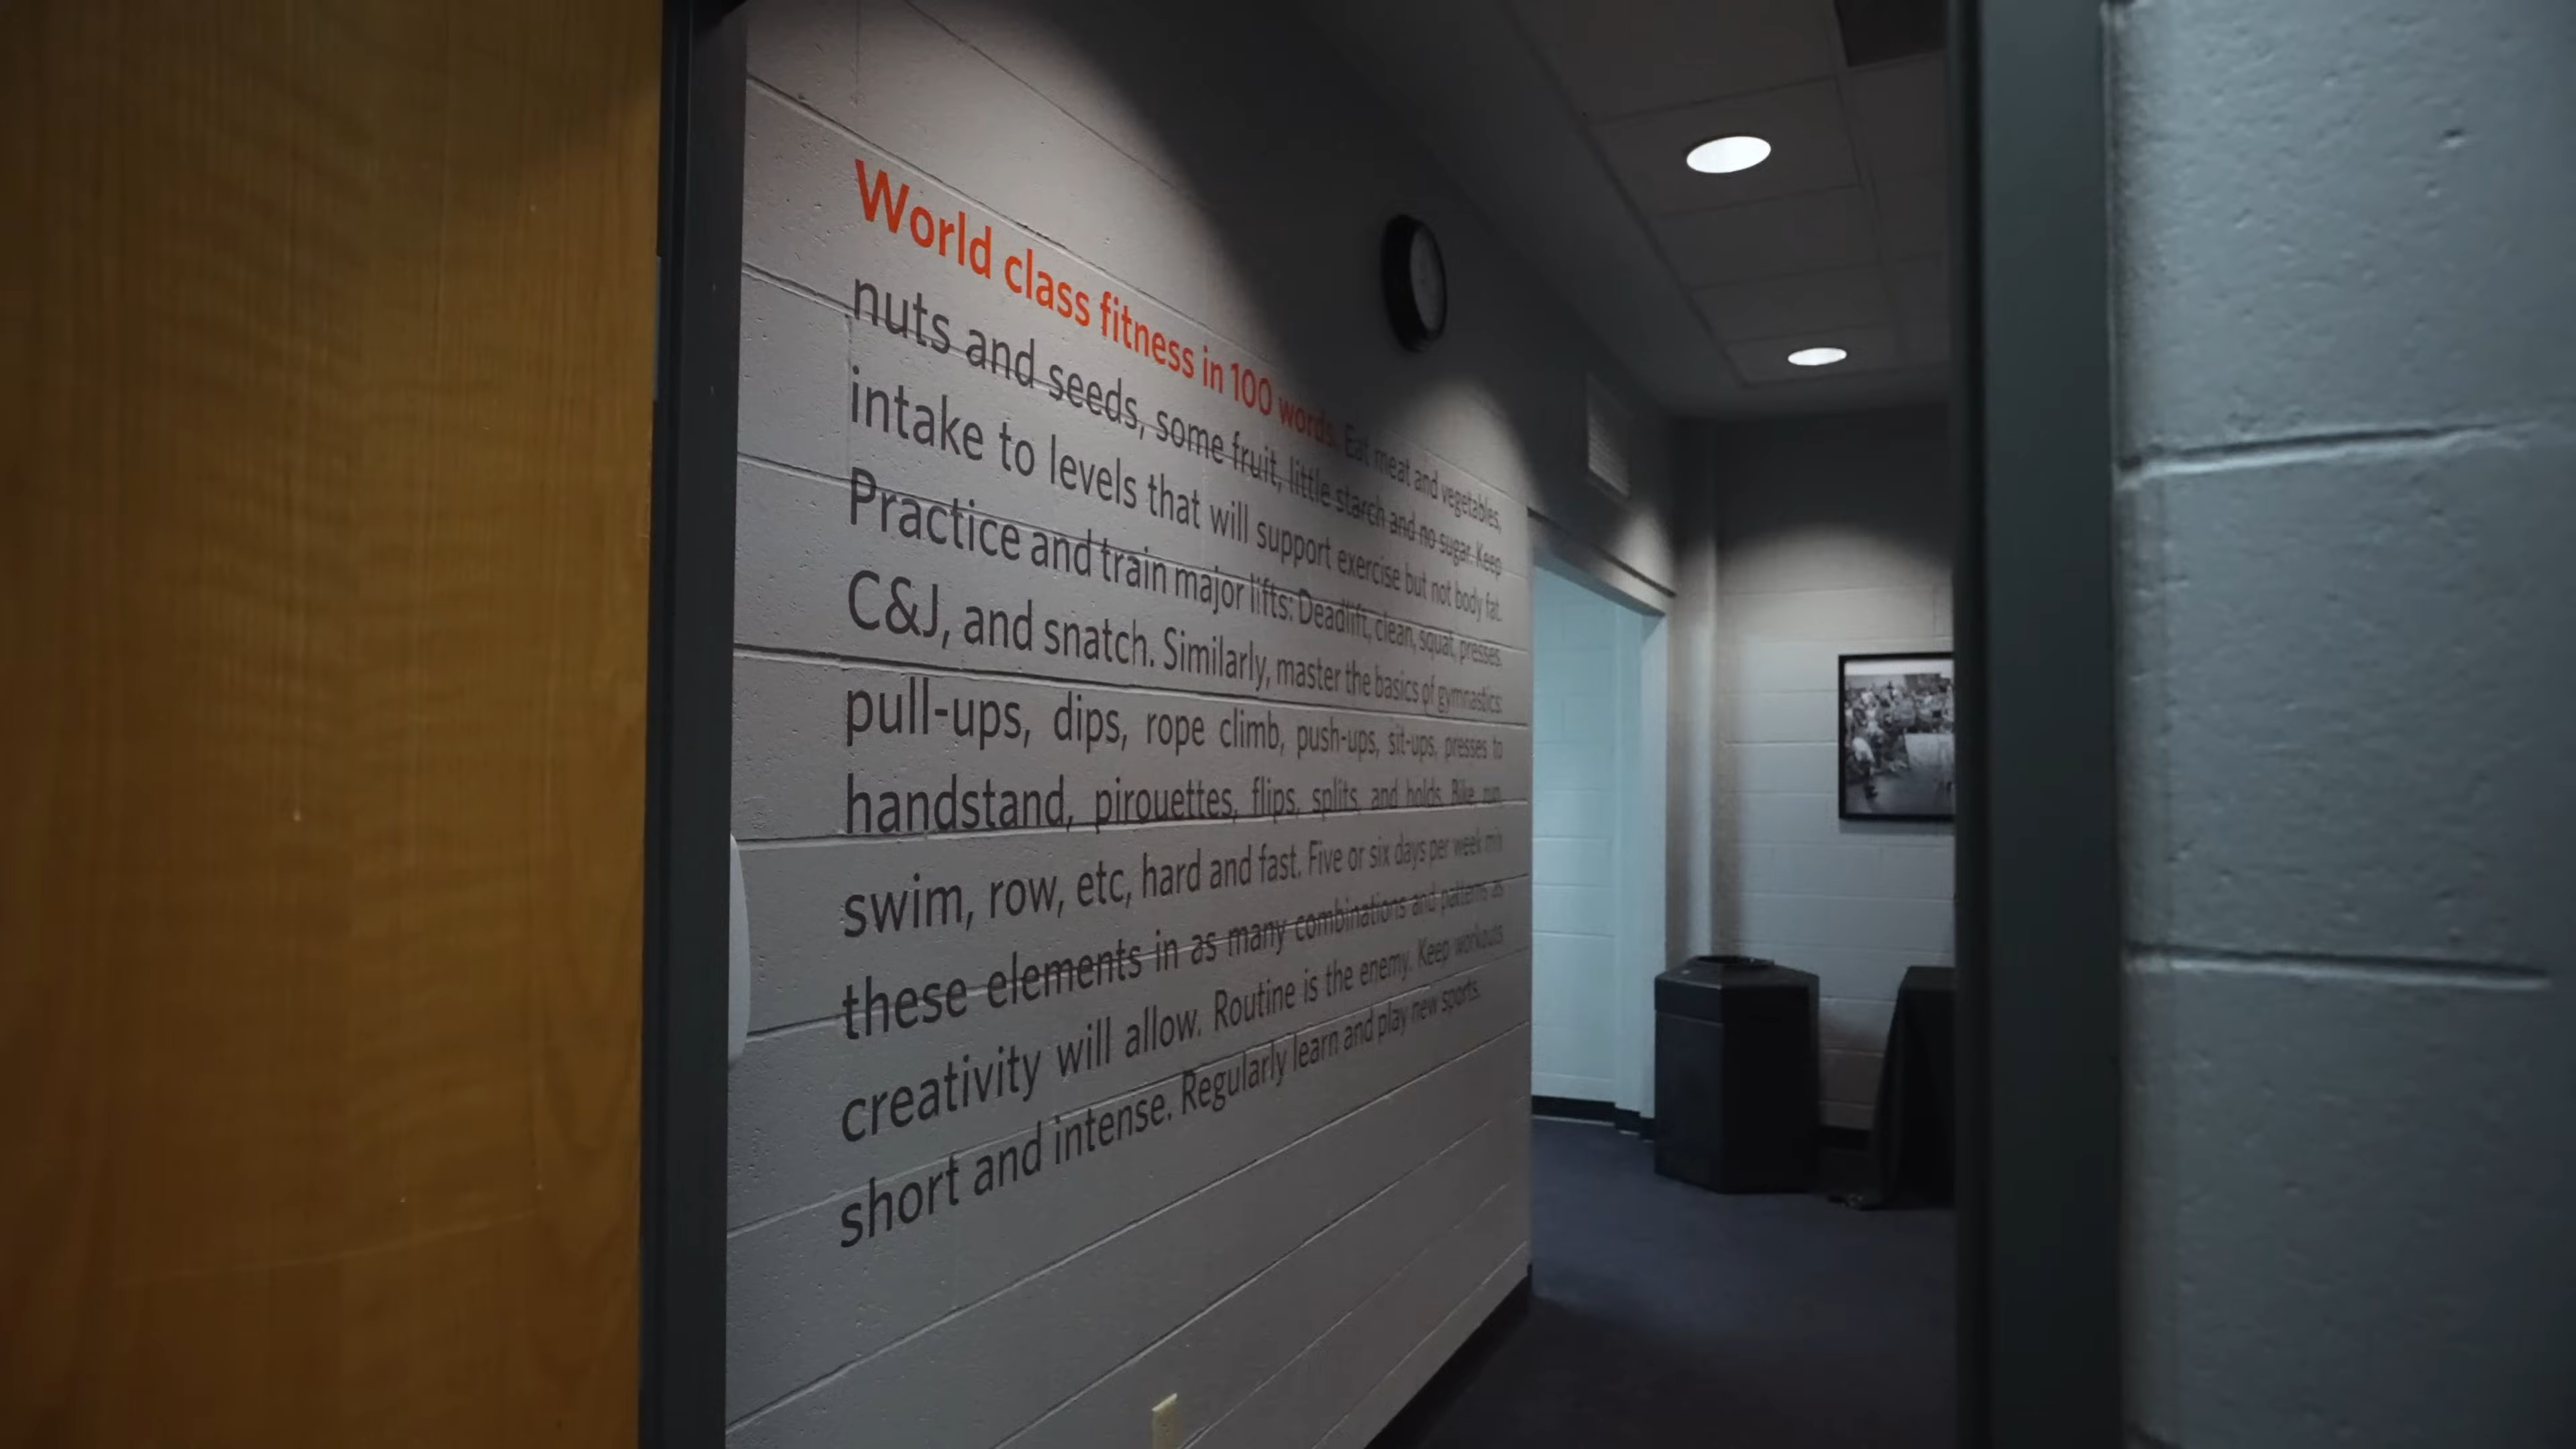 World class fitness in 100 words. Eat meat and vegetables,
nuts and seeds, some fruit, little starch and no sugar. Keep
intake to levels that will support exercise but not body fat.
Practice and train major lifts: Deadlift, clean, squat, presses,
C&J, and snatch. Similarly, master the basics of gymnastics:
pull-ups, dips, rope climb, push-ups, sit-ups, presses to
handstand, pirouettes, flips, splits, and holds. Bike, run,
swim, row, etc, hard and fast. Five or six days per week mix
these elements in as many combinations and patterns as
creativity will allow. Routine is the enemy. Keep workouts
short and intense. Regularly learn and play new sports.